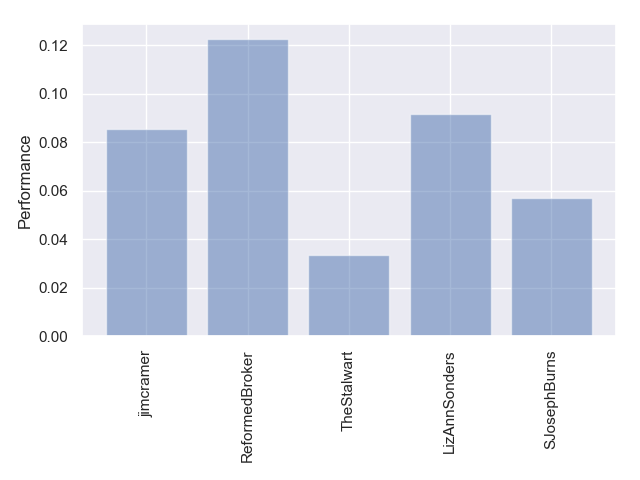 Performance
0.12
0.10
0.08
0.06
0.04
0.02
0.00
jimcramer
ReformedBroker
TheStalwart
LizAnnSonders
SJosephBurns